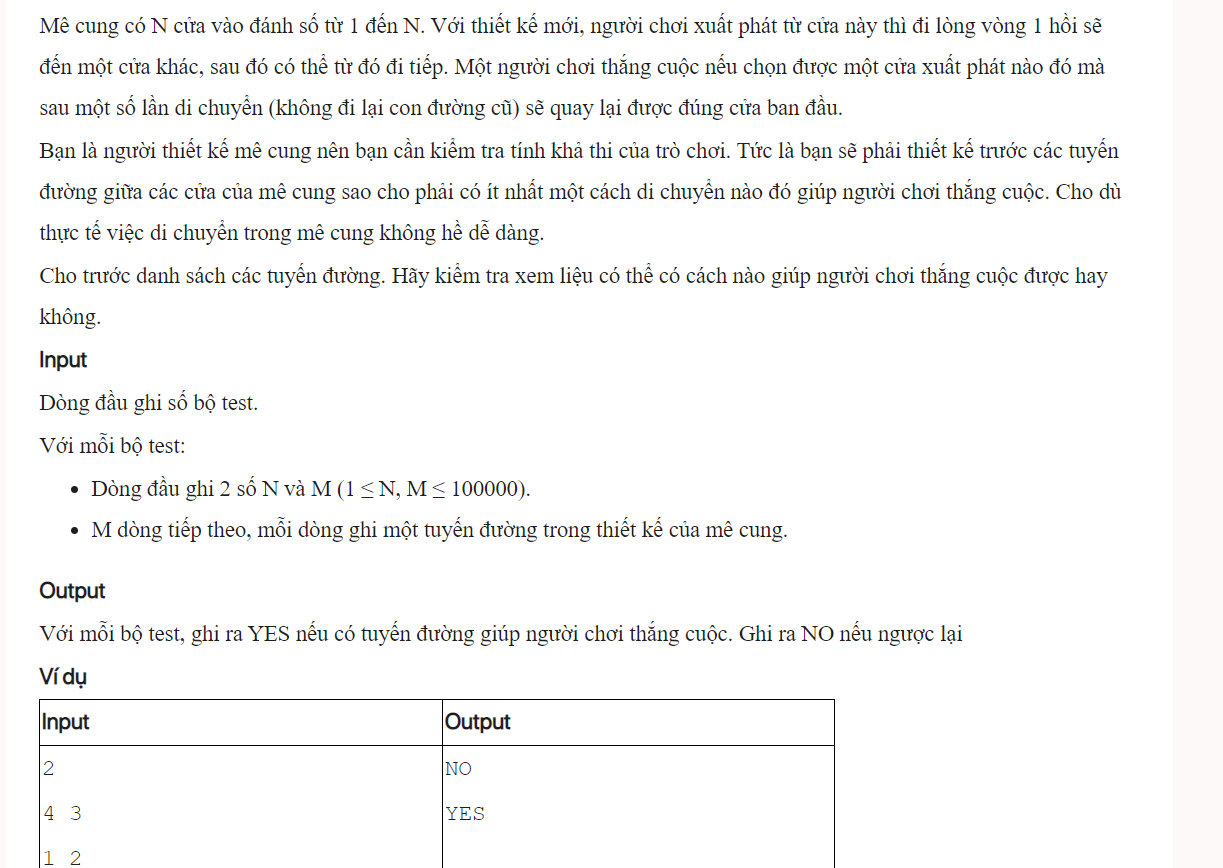 Mê cung có N cửa vào đánh số từ 1 đến N. Với thiết kế mới, người chơi xuất phát từ cửa này thì đi lòng vòng 1 hồi sẽ
đến một cửa khác, sau đó có thể từ đó đi tiếp. Một người chơi thắng cuộc nếu chọn được một cửa xuất phát nào đó mà
sau một số lần di chuyển (không đi lại con đường cũ) sẽ quay lại được đúng cửa ban đầu.
Bạn là người thiết kế mê cung nên bạn cần kiểm tra tính khả thi của trò chơi. Tức là bạn sẽ phải thiết kế trước các tuyến
đường giữa các cửa của mê cung sao cho phải có ít nhất một cách di chuyển nào đó giúp người chơi thắng cuộc. Cho dù
thực tế việc di chuyển trong mê cung không hề dễ dàng.
Cho trước danh sách các tuyến đường. Hãy kiểm tra xem liệu có thể có cách nào giúp người chơi thắng cuộc được hay
không.
Input
Dòng đầu ghi số bộ test.
Với mỗi bộ test:
• Dòng đầu ghi 2 số N và M (1 ≤ N, M ≤ 100000).
• M dòng tiếp theo, mỗi dòng ghi một tuyến đường trong thiết kế của mê cung.
Output
Với mỗi bộ test, ghi ra YES nếu có tuyến đường giúp người chơi thắng cuộc. Ghi ra NO nếu ngược lại
Ví dụ
Input Output
2 NO
4 3 YES
1 2